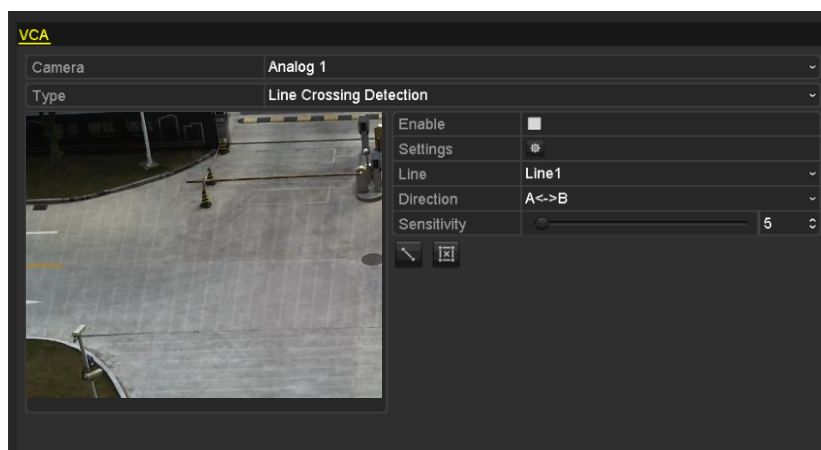 VCA
Camera Analog 1
Type Line Crossing Detection
Enable
Settings
Line Line1
Direction A<->B
Sensitivity 5